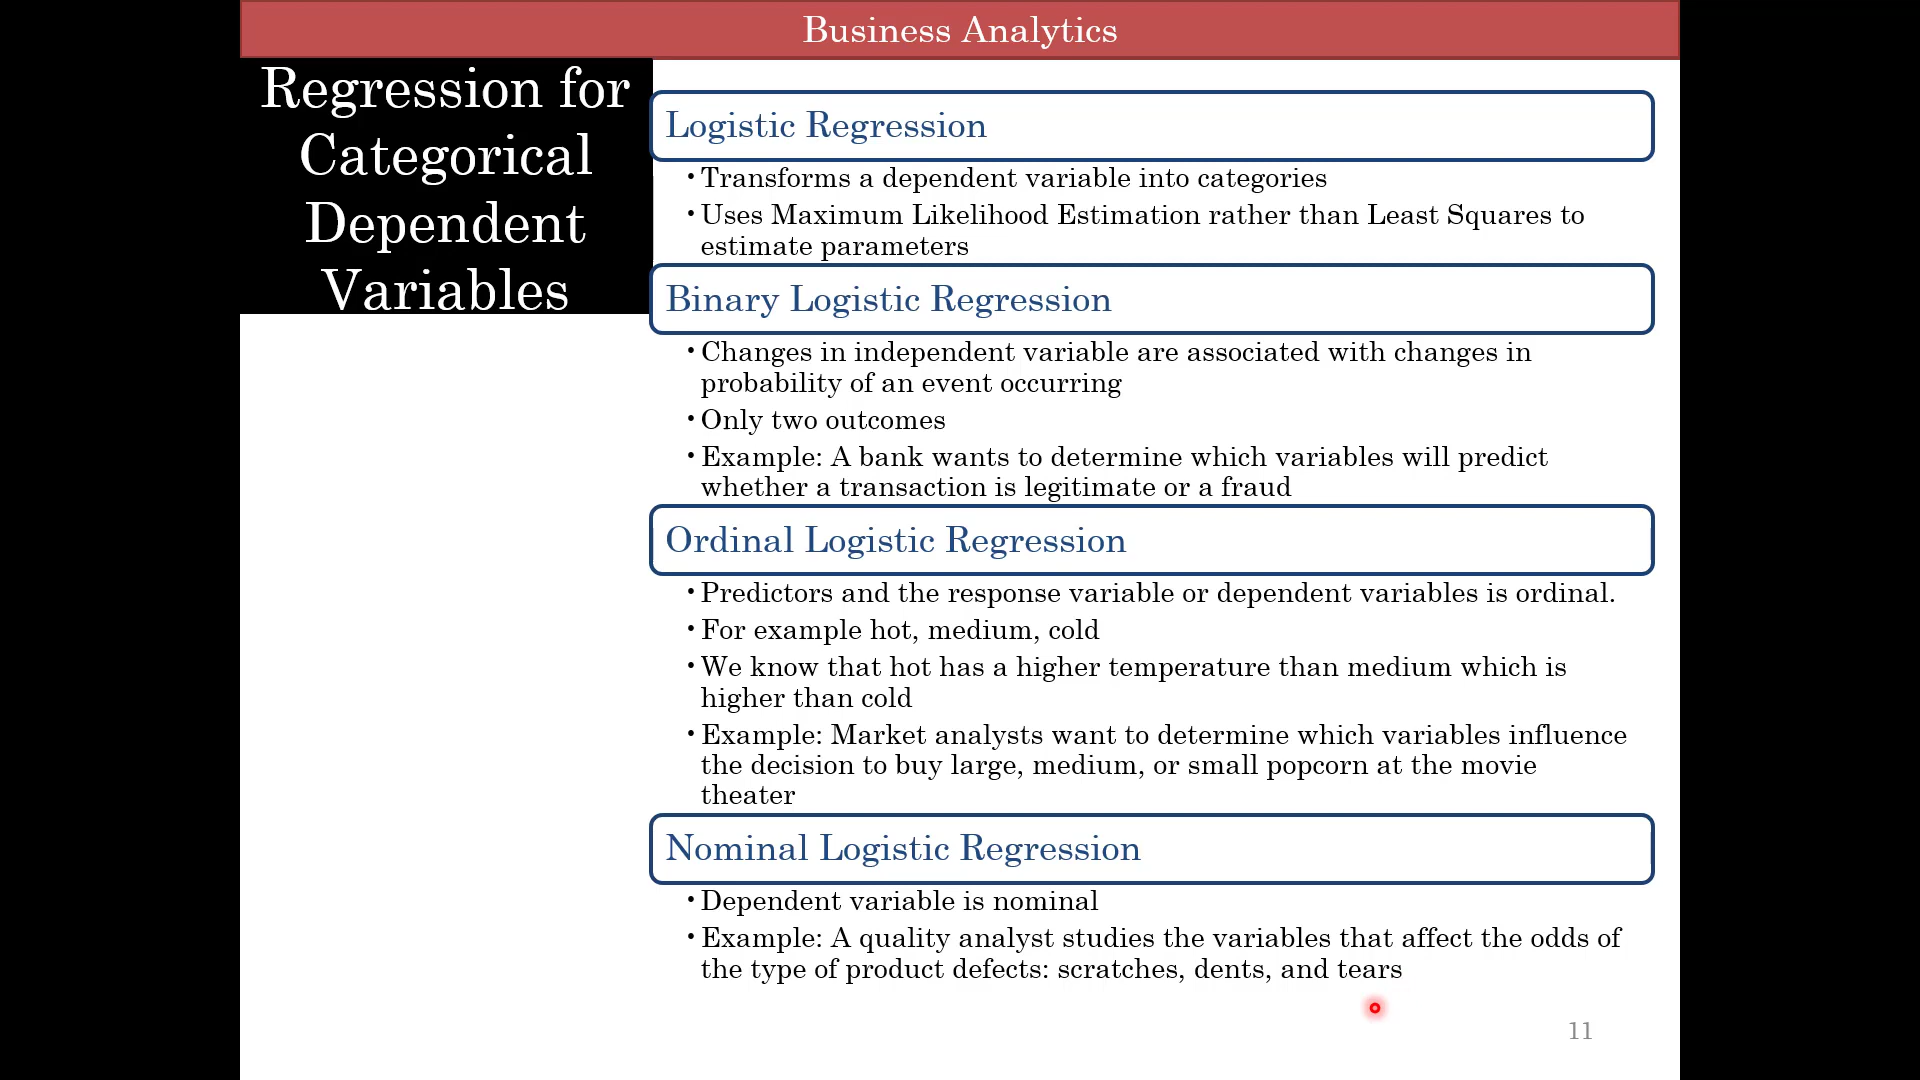 Business Analytics
Regression for
Categorical
Dependent
Variables
Logistic Regression
•Transforms a dependent variable into categories
•Uses Maximum Likelihood Estimation rather than Least Squares to
estimate parameters
Binary Logistic Regression
•Changes in independent variable are associated with changes in
probability of an event occurring
•Only two outcomes
•Example: A bank wants to determine which variables will predict
whether a transaction is legitimate or a fraud
Ordinal Logistic Regression
•Predictors and the response variable or dependent variables is ordinal.
•For example hot, medium, cold
•We know that hot has a higher temperature than medium which is
higher than cold
•Example: Market analysts want to determine which variables influence
the decision to buy large, medium, or small popcorn at the movie
theater
Nominal Logistic Regression
•Dependent variable is nominal
•Example: A quality analyst studies the variables that affect the odds of
the type of product defects: scratches, dents, and tears
11